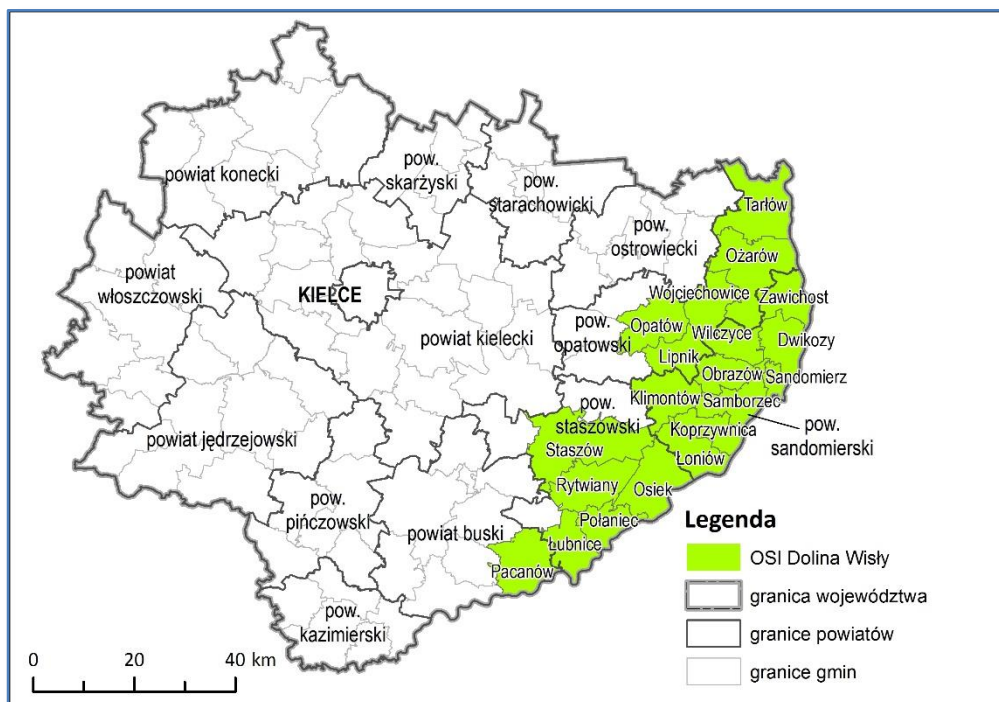 powiat konecki
pow.
skarżyski
pow.
starachowicki
Tarłów
pow.
ostrowiecki
Ożarów
powiat
włoszczowski
KIELCE
Wojciechowice
Zawichost
powiat kielecki
pow.
opatowski
Opatów
Wilczyce
Dwikozy
Lipnik
Obrazów
Sandomierz
Klimontów
Samborzec
pow.
staszowski
Koprzywnica
pow.
sandomierski
powiat jędrzejowski
Staszów
Łoniów
Rytwiany
Osiek
pow.
pińczowski
powiat buski
Połaniec
Łubnice
Pacanów
pow.
kazimierski
Legenda
OSI Dolina Wisły
granica województwa
granice powiatów
granice gmin
0 20 40 km